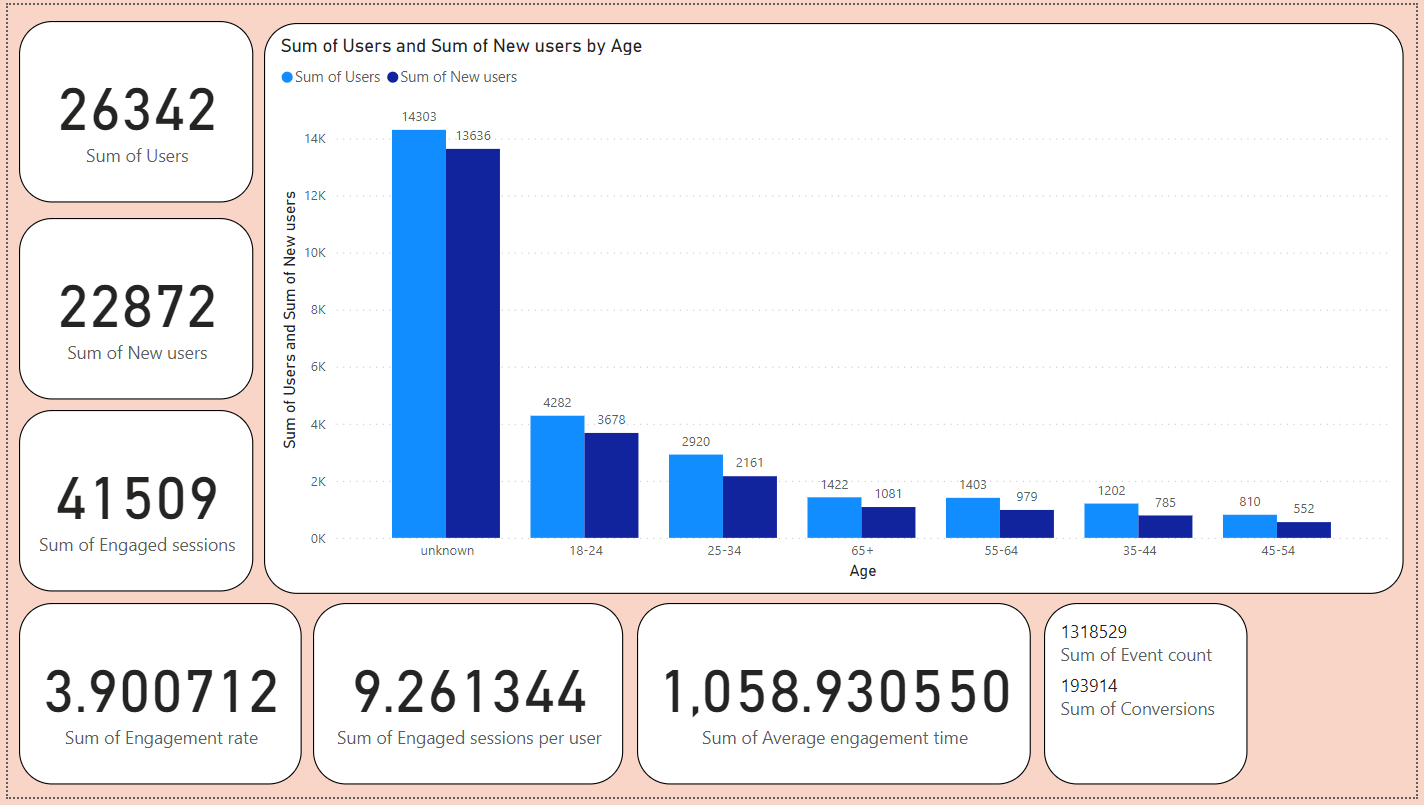 26342
Sum of Users
22872
Sum of New users
41509
Sum of Engaged sessions
Sum of Users and Sum of New users by Age
Sum of Users Sum of New users
Sum of Users and Sum of New users
14K
12K
10K
8K
6K
4K
2K
0K
14303
13636
4282
3678
2920
2161
1422
1081
1403
979
1202
785
810
552
unknown 18-24 25-34 65+ 55-64 35-44 45-54
Age
3.900712
Sum of Engagement rate
9.261344
Sum of Engaged sessions per user
1,058.930550
Sum of Average engagement time
1318529
Sum of Event count
193914
Sum of Conversions